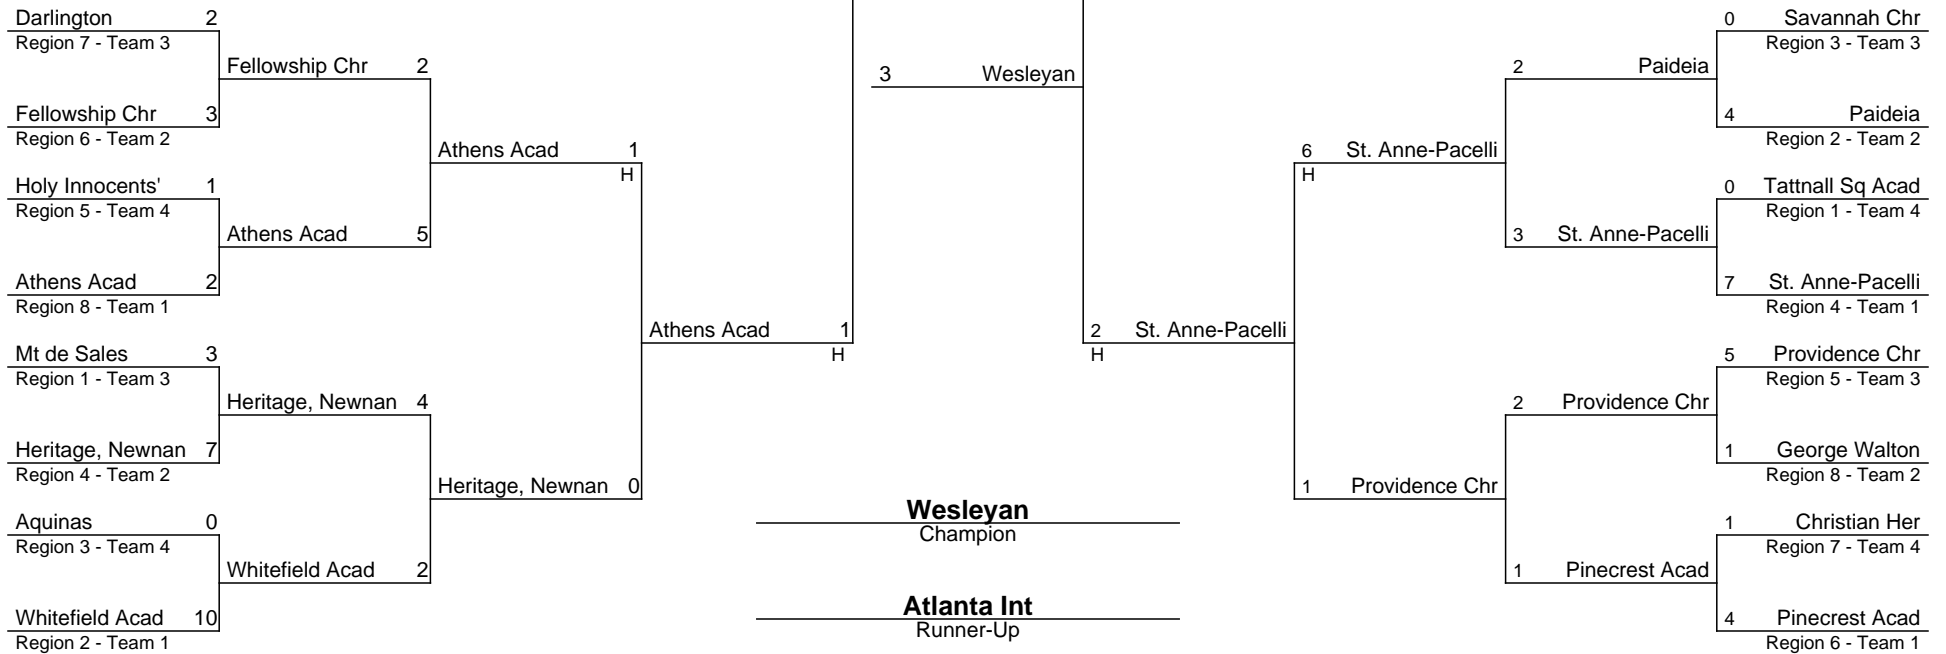 Darlington 2
Region 7 - Team 3
Fellowship Chr 2
Fellowship Chr 3
Region 6 - Team 2
Athens Acad 1
H
Holy Innocents' 1
Region 5 - Team 4
Athens Acad 5
Athens Acad 2
Region 8 - Team 1
Athens Acad 1
H
Mt de Sales 3
Region 1 - Team 3
Heritage, Newnan 4
Heritage, Newnan 7
Region 4 - Team 2
Heritage, Newnan 0
Aquinas 0
Region 3 - Team 4
Whitefield Acad 2
Whitefield Acad 10
Region 2 - Team 1
3 Wesleyan
Wesleyan
Champion
Atlanta Int
Runner-Up
0 Savannah Chr
Region 3 - Team 3
2 Paideia
4 Paideia
Region 2 - Team 2
6 St. Anne-Pacelli
H
0 Tattnall Sq Acad
Region 1 - Team 4
3 St. Anne-Pacelli
7 St. Anne-Pacelli
Region 4 - Team 1
2 St. Anne-Pacelli
H
5 Providence Chr
Region 5 - Team 3
2 Providence Chr
1 George Walton
Region 8 - Team 2
1 Providence Chr
1 Christian Her
Region 7 - Team 4
1 Pinecrest Acad
4 Pinecrest Acad
Region 6 - Team 1